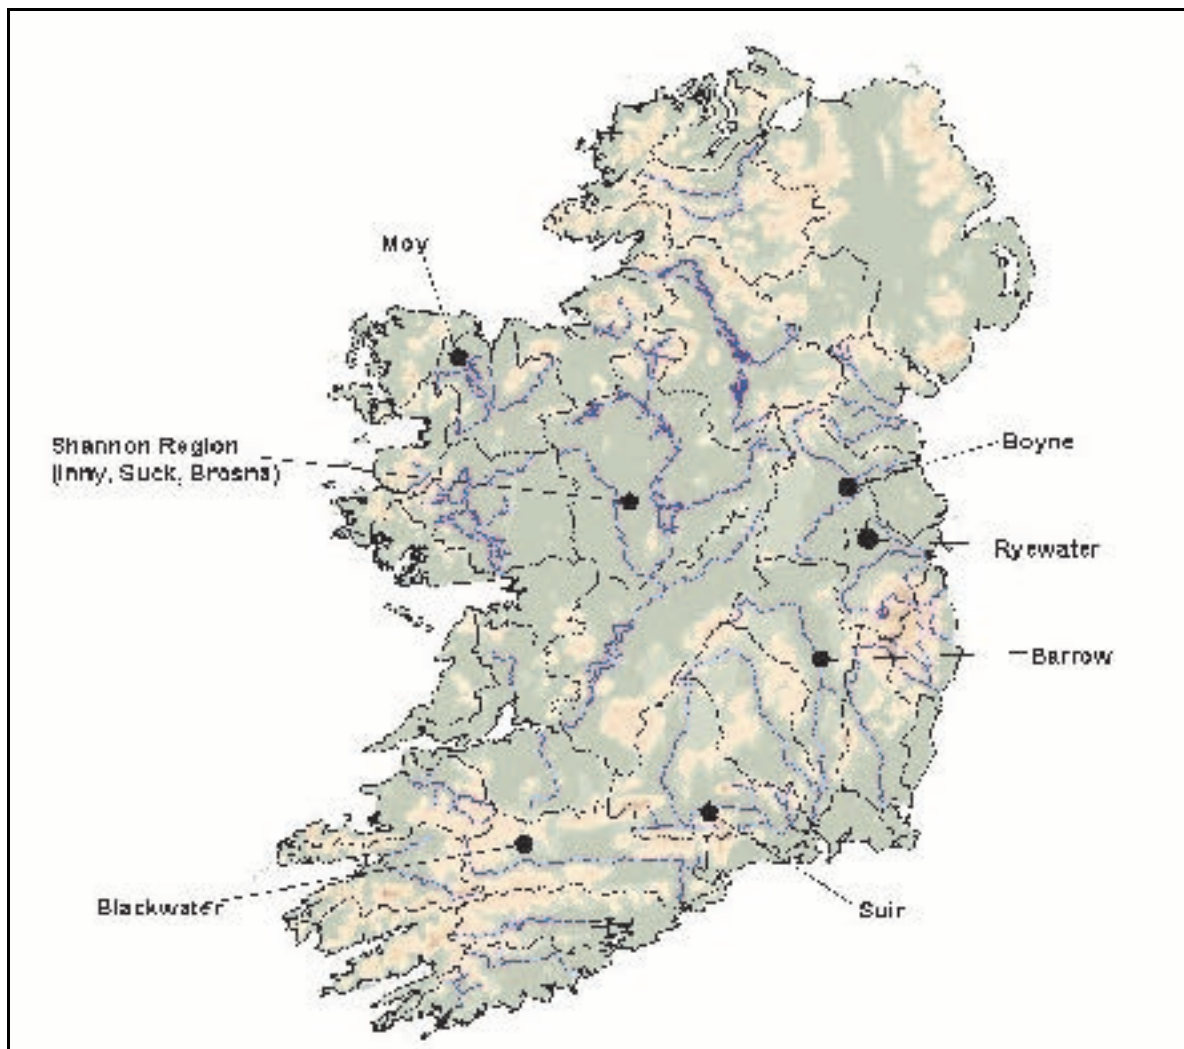 Moy
Shannon Region
(Inny, Suck, Brosna)
Boyne
Ryewater
Barrow
Blackwater
Suir